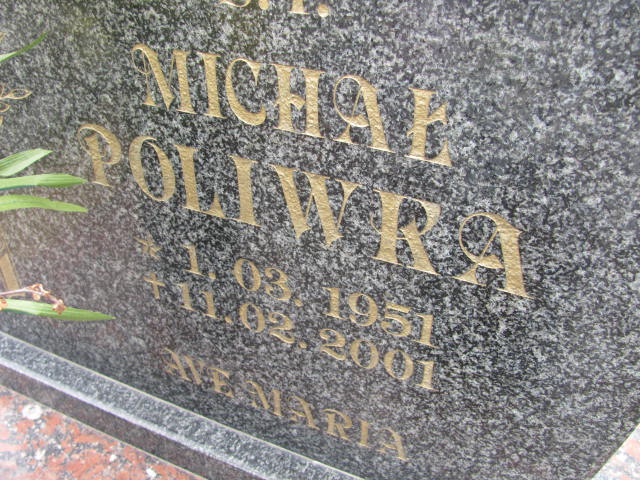 Ś.P.
MICHAŁ
POLIWKA
* 1.03.1951
+ 11.02.2001
AVE MARIA